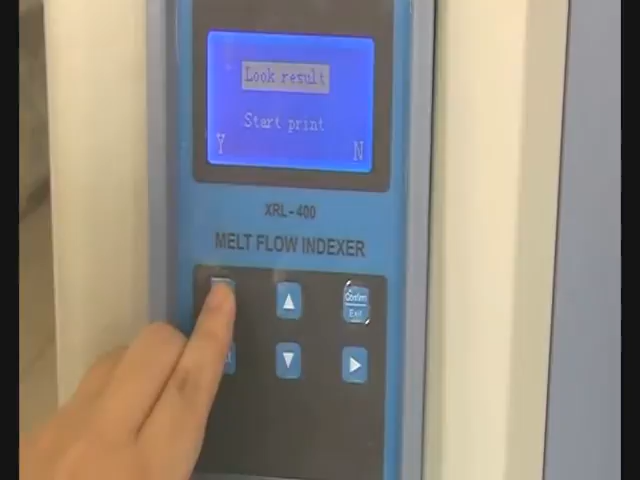 Look result
Start print
Y N
XRL-400
MELT FLOW INDEXER
Confirm
Exit